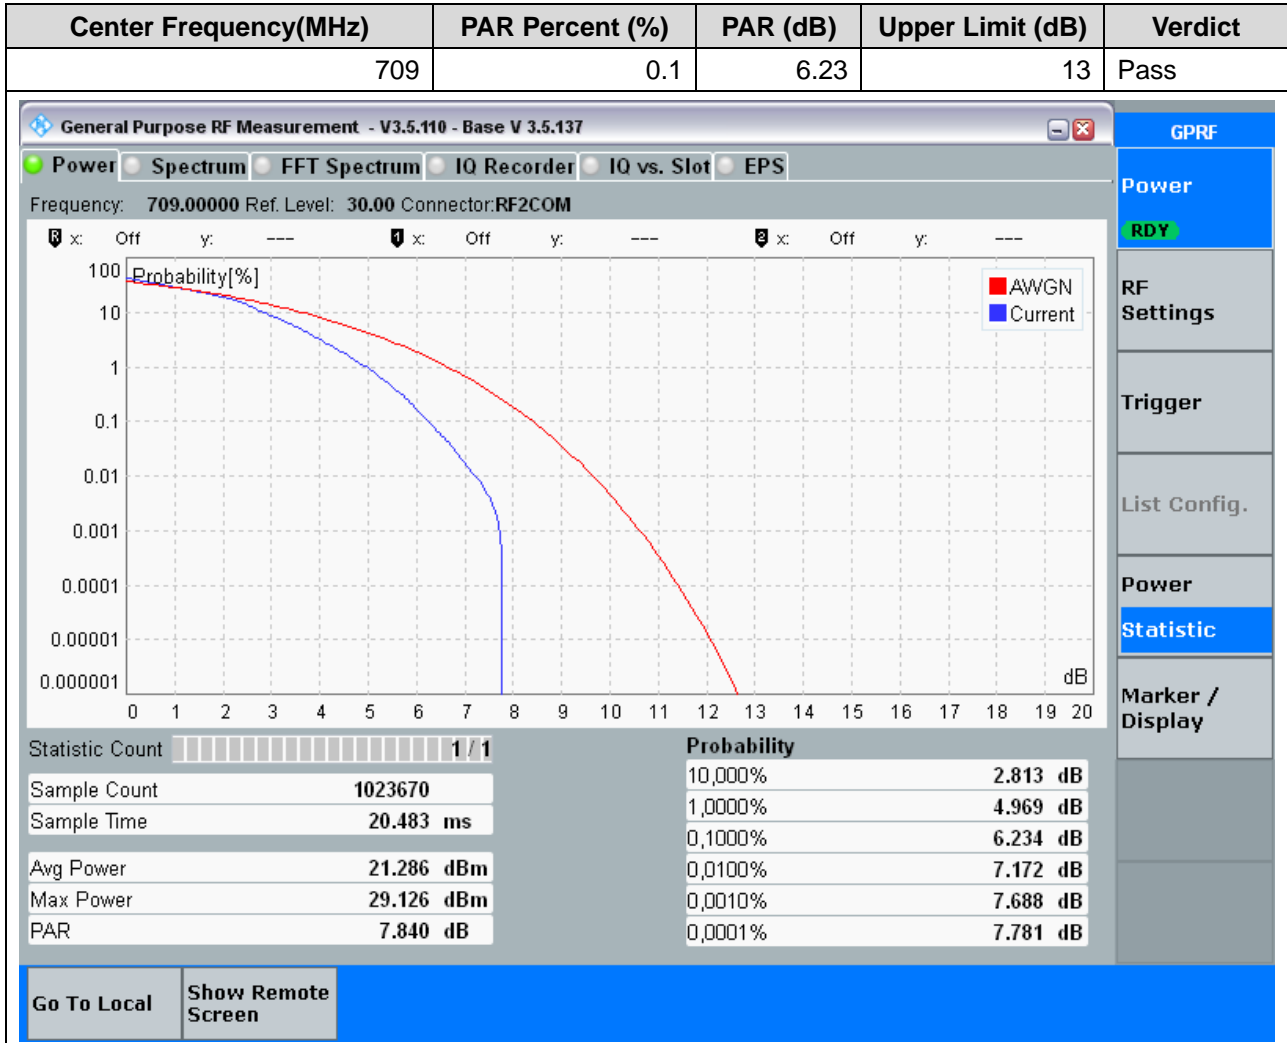 Center Frequency(MHz) PAR Percent (%) PAR (dB) Upper Limit (dB) Verdict
709 0.1 6.23 13 Pass
General Purpose RF Measurement - V3.5.110 - Base V 3.5.137
GPRF
Power Spectrum FFT Spectrum IQ Recorder IQ vs. Slot EPS
Frequency: 709.00000 Ref. Level: 30.00 Connector:RF2COM
R x: Off y: --- 1 x: Off y: --- 2 x: Off y: ---
Probability[%]
AWGN
Current
100
10
1
0.1
0.01
0.001
0.0001
0.00001
0.000001
dB
0 1 2 3 4 5 6 7 8 9 10 11 12 13 14 15 16 17 18 19 20
Statistic Count 1 / 1
Sample Count 1023670
Sample Time 20.483 ms
Avg Power 21.286 dBm
Max Power 29.126 dBm
PAR 7.840 dB
Probability
10,000% 2.813 dB
1,0000% 4.969 dB
0,1000% 6.234 dB
0,0100% 7.172 dB
0,0010% 7.688 dB
0,0001% 7.781 dB
Power
RDY
RF
Settings
Trigger
List Config.
Power
Statistic
Marker /
Display
Go To Local
Show Remote
Screen